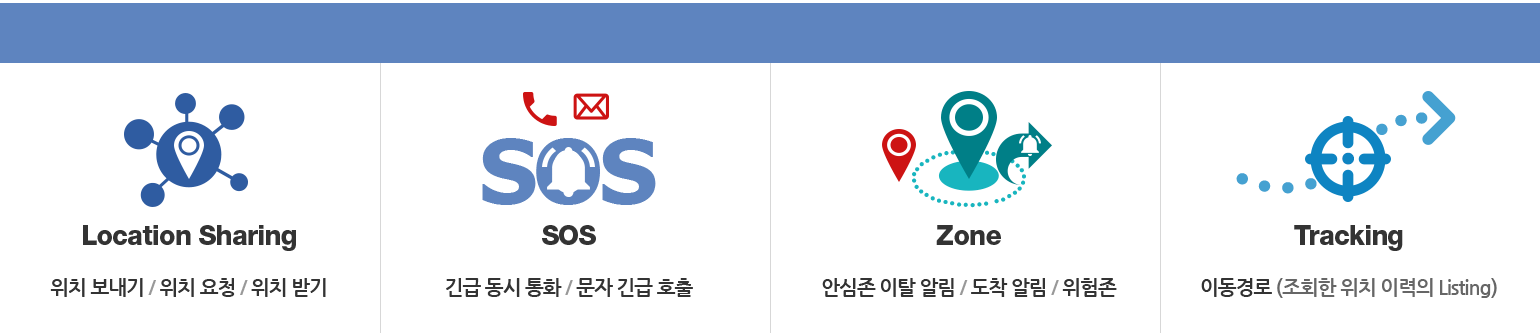 SOS
Location Sharing
위치 보내기 / 위치 요청 / 위치 받기
SOS
긴급 동시 통화 / 문자 긴급 호출
Zone
안심존 이탈 알림 / 도착 알림 / 위험존
Tracking
이동경로 (조회한 위치 이력의 Listing)